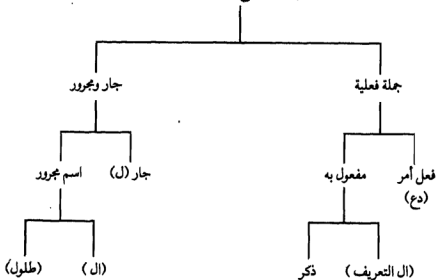 جملة فعلية جار ومجرور
فعل أمر مفعول به جار (ل) اسم مجرور
(دع)
(ال التعريف) ذكر (ال) (طلول)